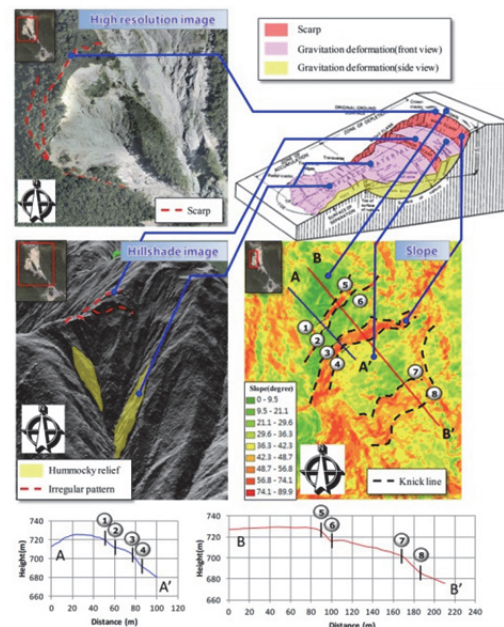 High resolution image
Scarp
Scarp
Gravitation deformation(front view)
Gravitation deformation(side view)
ORIGINAL GROUND
ZONE OF DEPLETION
Hillshade image
Hummocky relief
Irregular pattern
Slope
B
A
5
6
1
2
3
4
A'
7
8
B'
Slope(degree)
0 - 9.5
9.5 - 21.1
21.1 - 29.6
29.6 - 36.3
36.3 - 42.3
42.3 - 48.7
48.7 - 56.8
56.8 - 74.1
74.1 - 89.9
Knick line
Height(m)
740
720
700
680
660
A
1
2
3
4
A'
0 20 40 60 80 100 120
Distance (m)
Height(m)
740
720
700
680
660
B
5
6
7
8
B'
0 20 40 60 80 100 120 140 160 180 200 220
Distance (m)